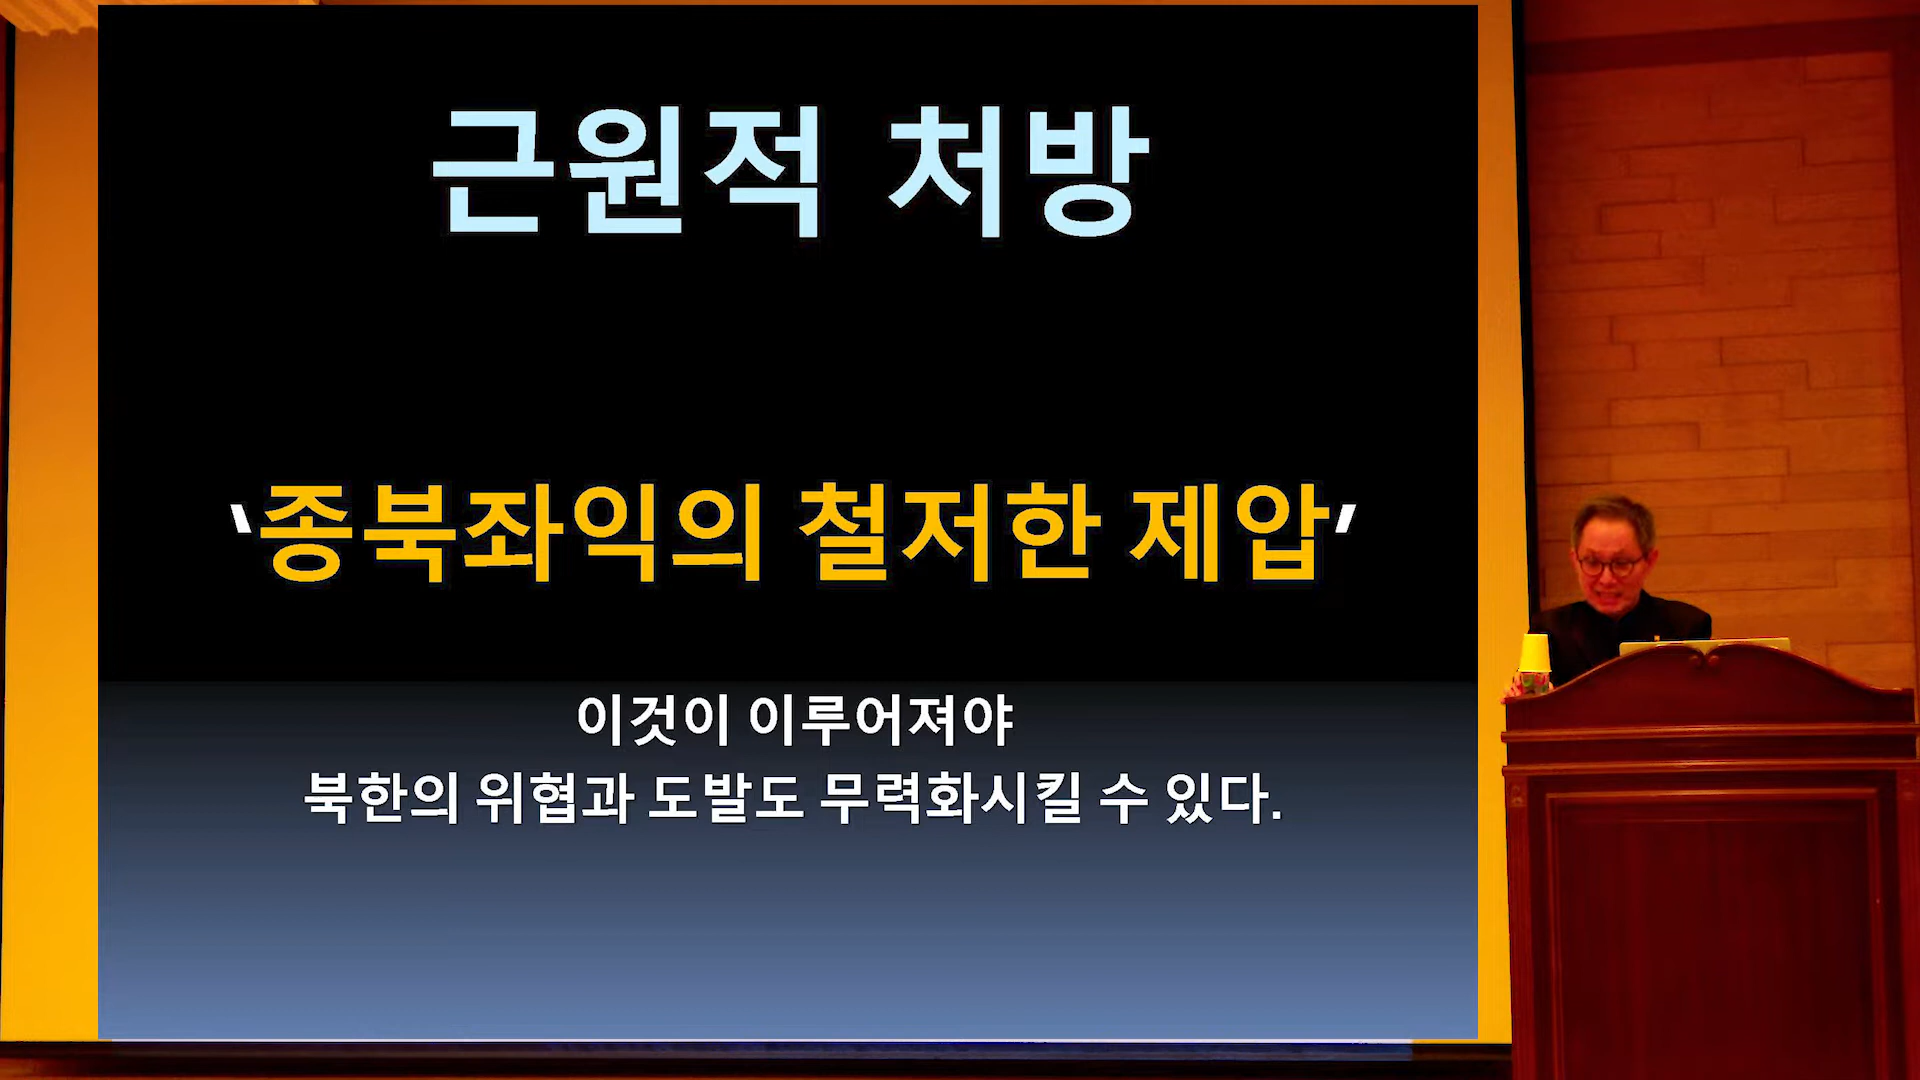 근원적 처방
‘종북좌익의 철저한 제압’
이것이 이루어져야
북한의 위협과 도발도 무력화시킬 수 있다.